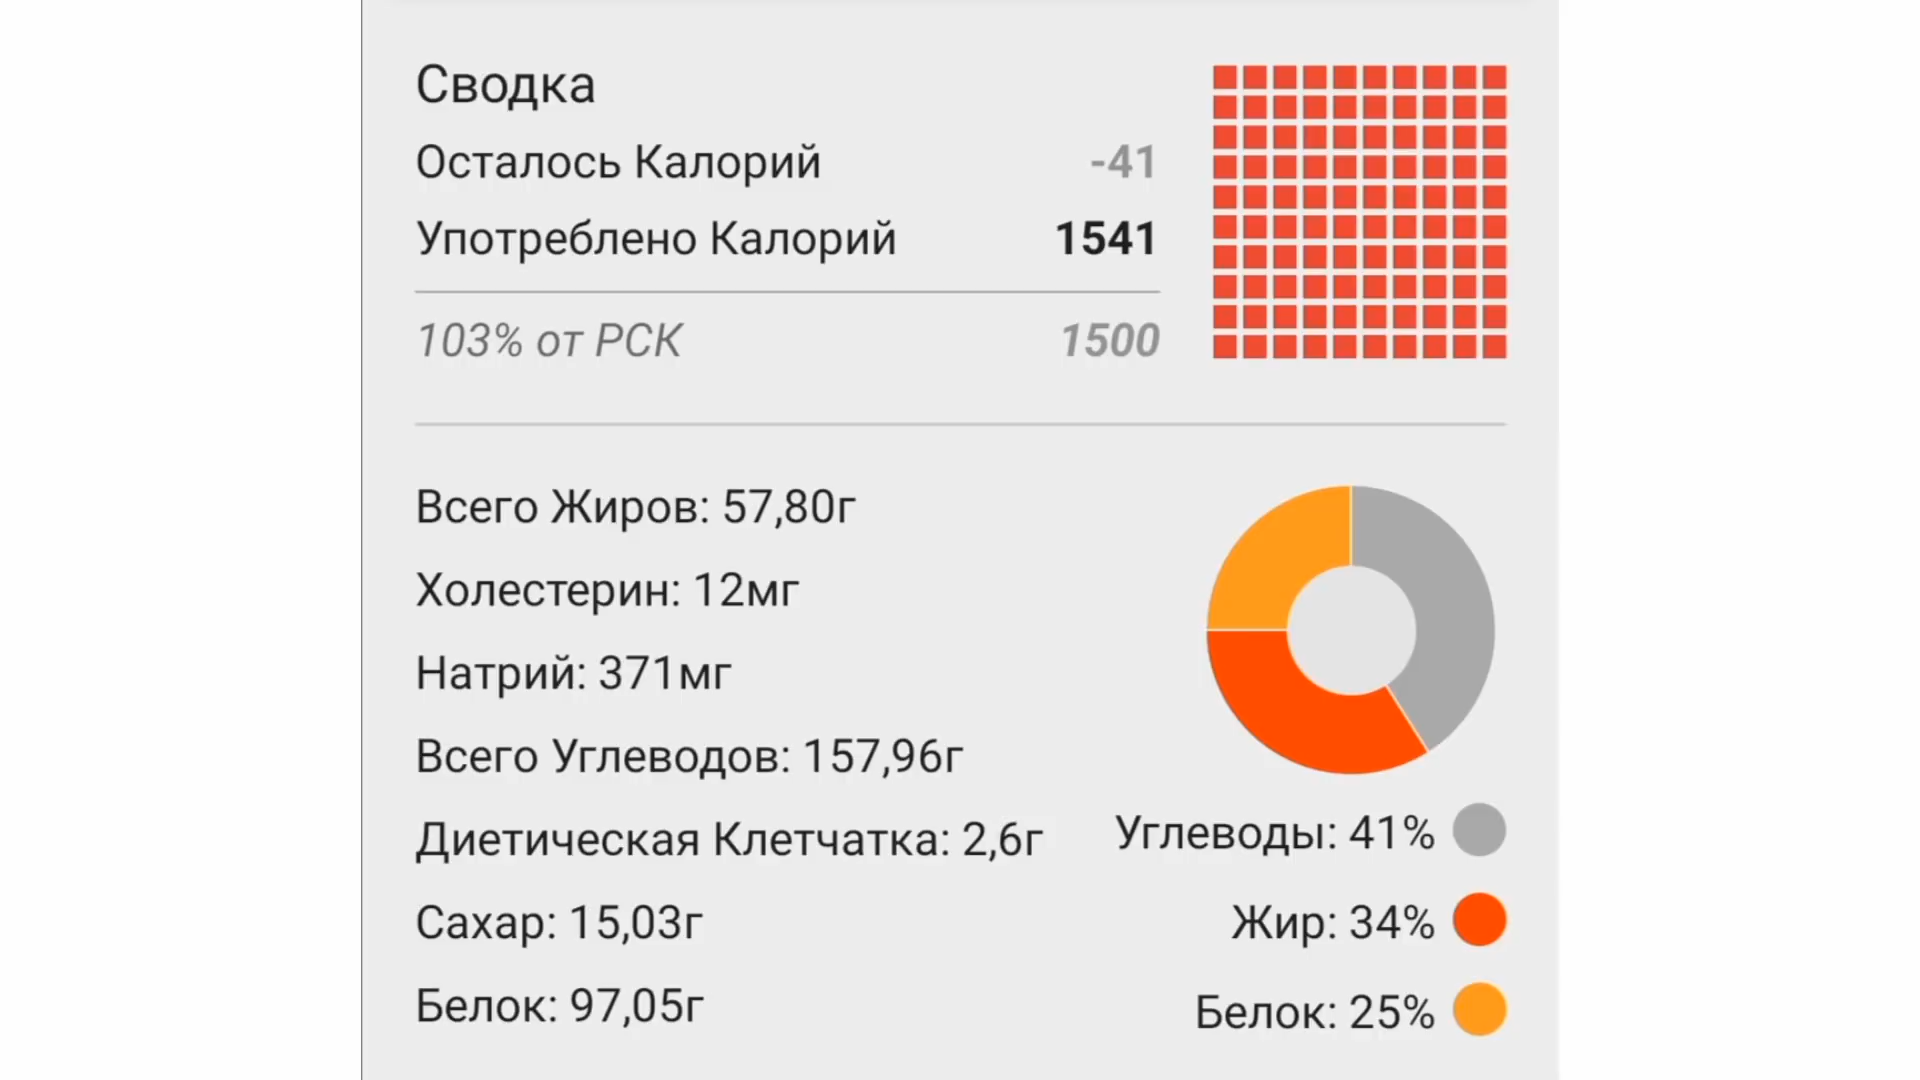 Сводка
Осталось Калорий -41
Употреблено Калорий 1541
103% от РСК 1500
Всего Жиров: 57,80г
Холестерин: 12мг
Натрий: 371мг
Всего Углеводов: 157,96г
Диетическая Клетчатка: 2,6г
Сахар: 15,03г
Белок: 97,05г
Углеводы: 41%
Жир: 34%
Белок: 25%